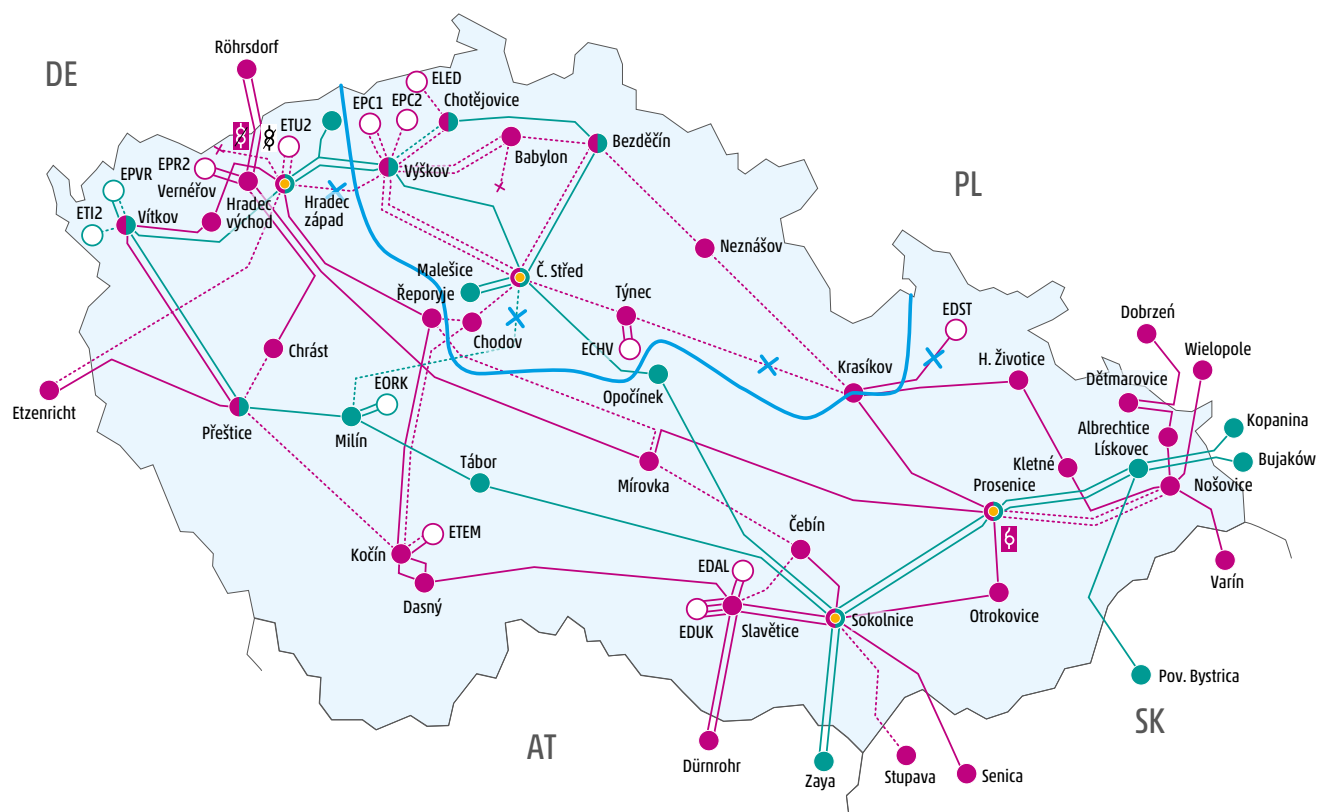 Röhrsdorf
DE
ELED
EPC1
EPC2
Chotějovice
ETU2
Babylon
Bezděčín
EPR2
Výškov
EPVR
Vernéřov
PL
Hradec
východ
Hradec
západ
ETI2
Vítkov
Neznášov
Malešice
Č. Střed
Řeporyje
Týnec
EDST
Dobrzeń
Chodov
ECHV
Chrást
Krasíkov
H. Životice
Wielopole
Dětmarovice
Etzenricht
EORK
Opočínek
Přeštice
Milín
Albrechtice
Kopanina
Lískovec
Tábor
Kletné
Bujaków
Mírovka
Prosenice
Nošovice
Čebín
ETEM
Kočín
EDAL
Varín
Dasný
EDUK
Slavětice
Sokolnice
Otrokovice
Pov. Bystrica
AT
SK
Dürnrohr
Zaya
Stupava
Senica